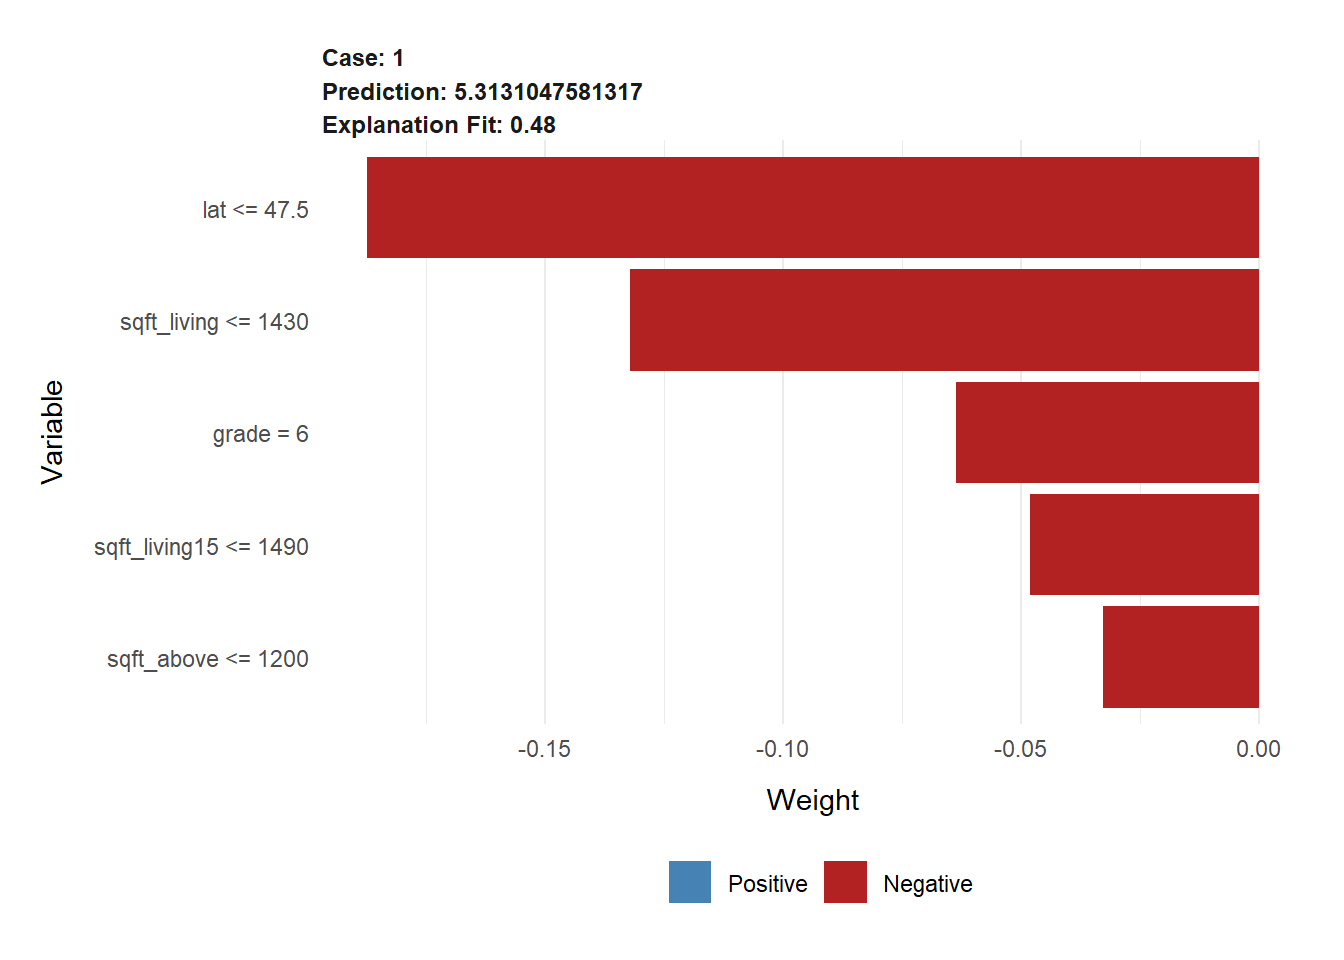 Case: 1
Prediction: 5.3131047581317
Explanation Fit: 0.48
Variable
lat <= 47.5
sqft_living <= 1430
grade = 6
sqft_living15 <= 1490
sqft_above <= 1200
-0.15 -0.10 -0.05 0.00
Weight
Positive Negative